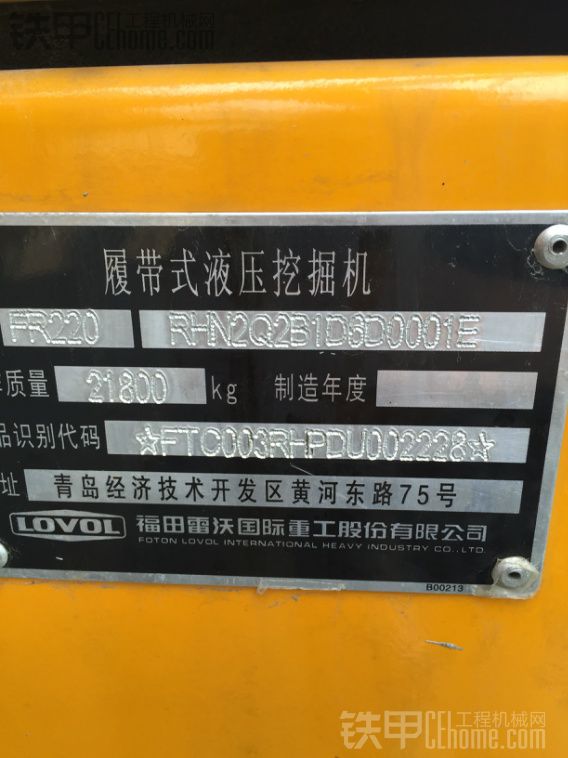 铁甲 工程机械网
CEhome.com
履带式液压挖掘机
FR220 RHN2Q2B1D6D0001E
质量 21800 kg 制造年度
品识别代码 ☆FTC003RHPDU002228☆
址 青岛经济技术开发区黄河东路75号
LOVOL 福田雷沃国际重工股份有限公司
FOTON LOVOL INTERNATIONAL HEAVY INDUSTRY CO.,LTD.
B00213
铁甲 工程机械网
CEhome.com